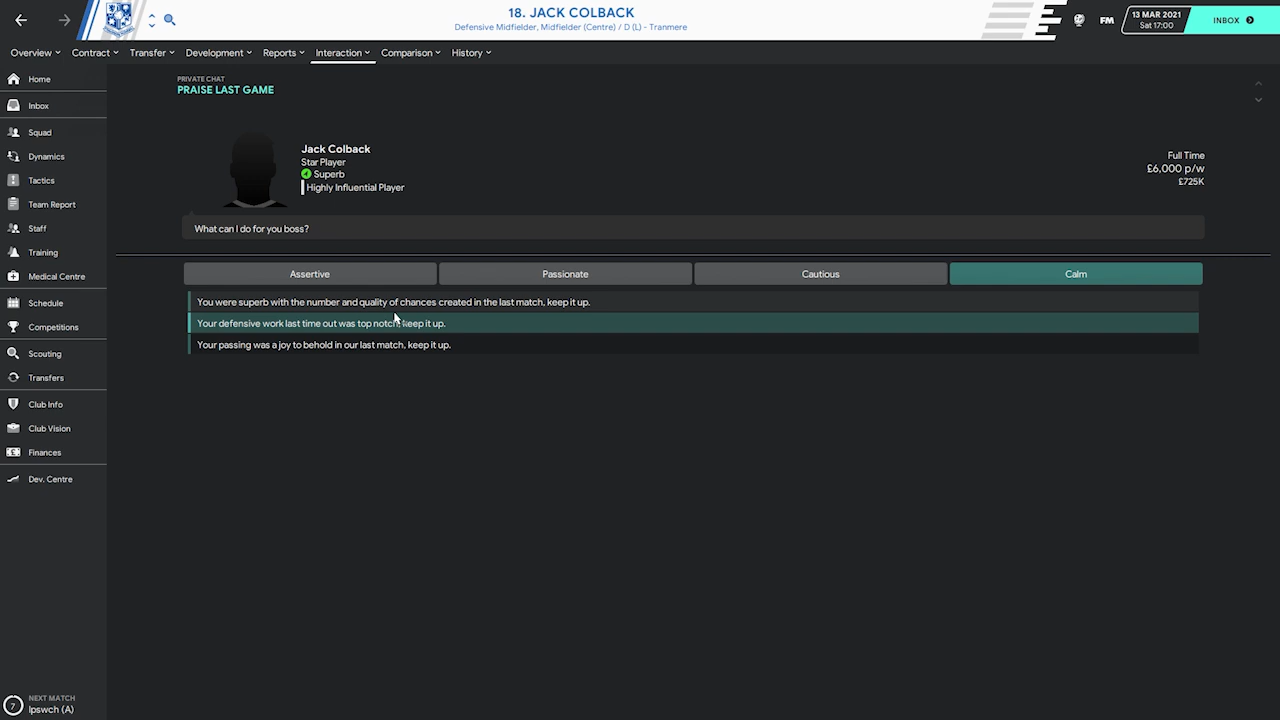 18. JACK COLBACK
Defensive Midfielder, Midfielder (Centre) / D (L) - Tranmere
FM
13 MAR 2021
Sat 17:00
INBOX
Overview Contract Transfer Development Reports Interaction Comparison History
Home
Inbox
Squad
Dynamics
Tactics
Team Report
Staff
Training
Medical Centre
Schedule
Competitions
Scouting
Transfers
Club Info
Club Vision
Finances
Dev. Centre
7
NEXT MATCH
Ipswch (A)
PRIVATE CHAT
PRAISE LAST GAME
Jack Colback
Star Player
Superb
Highly Influential Player
Full Time
£6,000 p/w
£725K
What can I do for you boss?
Assertive Passionate Cautious Calm
You were superb with the number and quality of chances created in the last match, keep it up.
Your defensive work last time out was top notch, keep it up.
Your passing was a joy to behold in our last match, keep it up.